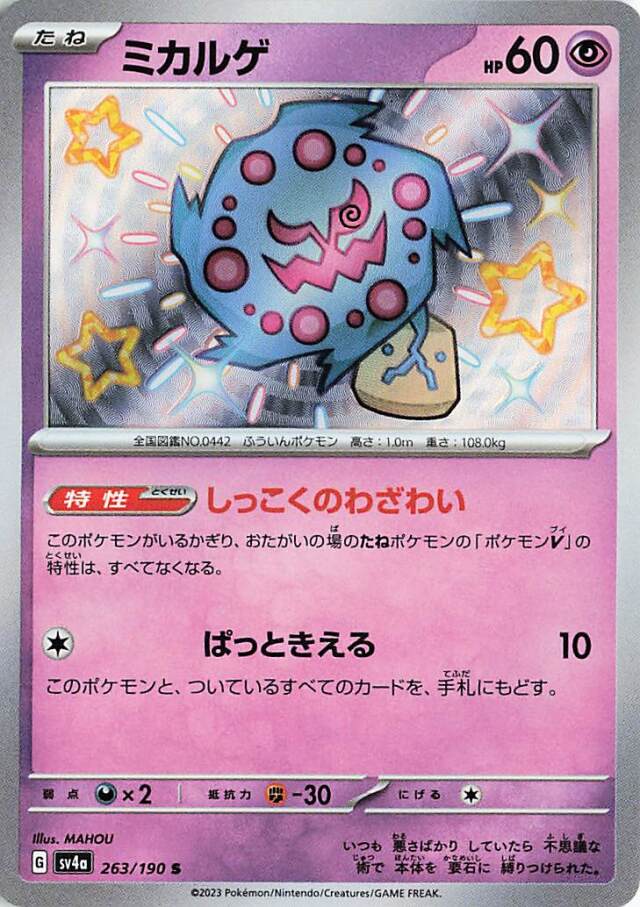 たね ミカルゲ HP60
全国図鑑NO.0442 ふういんポケモン 高さ:1.0m 重さ:108.0kg
特性 とくせい しっこくのわざわい
このポケモンがいるかぎり、おたがいの場のたねポケモンの「ポケモンV」の
特性は、すべてなくなる。
ぱっときえる 10
このポケモンと、ついているすべてのカードを、手札にもどす。
弱点 ×2 抵抗力 -30 にげる
Illus. MAHOU
G sv4a 263/190 S
いつも 悪さばかり していたら 不思議な
術で 本体を 要石に 縛りつけられた。
©2023 Pokémon/Nintendo/Creatures/GAME FREAK.